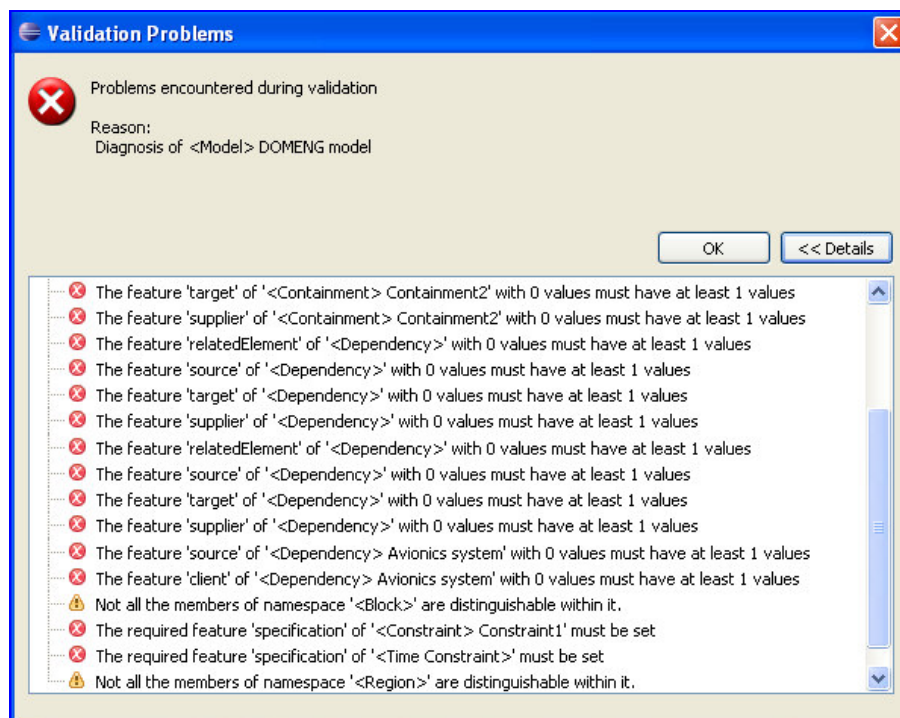 Validation Problems
Problems encountered during validation
Reason:
Diagnosis of <Model> DOMENG model
OK
<< Details
The feature 'target' of '<Containment> Containment2' with 0 values must have at least 1 values
The feature 'supplier' of '<Containment> Containment2' with 0 values must have at least 1 values
The feature 'relatedElement' of '<Dependency>' with 0 values must have at least 1 values
The feature 'source' of '<Dependency>' with 0 values must have at least 1 values
The feature 'target' of '<Dependency>' with 0 values must have at least 1 values
The feature 'supplier' of '<Dependency>' with 0 values must have at least 1 values
The feature 'relatedElement' of '<Dependency>' with 0 values must have at least 1 values
The feature 'source' of '<Dependency>' with 0 values must have at least 1 values
The feature 'target' of '<Dependency>' with 0 values must have at least 1 values
The feature 'supplier' of '<Dependency>' with 0 values must have at least 1 values
The feature 'source' of '<Dependency> Avionics system' with 0 values must have at least 1 values
The feature 'client' of '<Dependency> Avionics system' with 0 values must have at least 1 values
Not all the members of namespace '<Block>' are distinguishable within it.
The required feature 'specification' of '<Constraint> Constraint1' must be set
The required feature 'specification' of '<Time Constraint>' must be set
Not all the members of namespace '<Region>' are distinguishable within it.